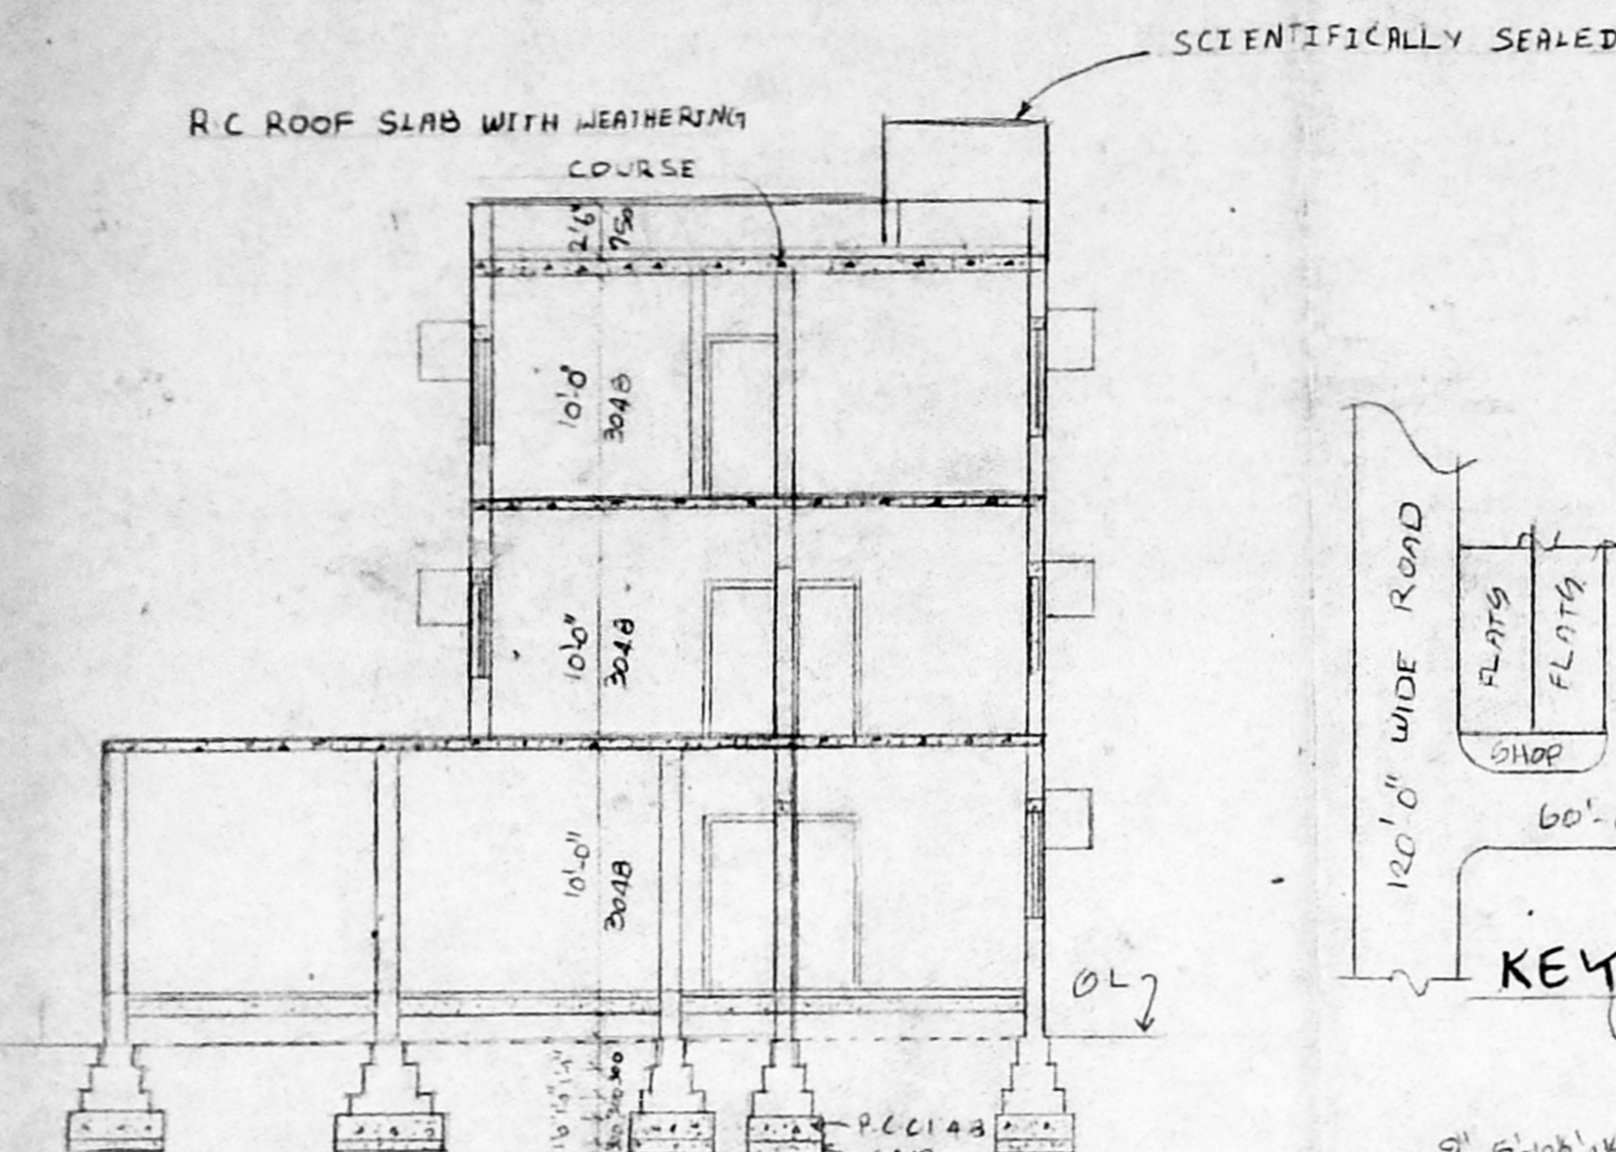 SCIENTIFICALLY SEALED
R.C ROOF SLAB WITH WEATHERING
COURSE
2'6"
750
10'-0"
3048
10'-0"
3048
10'-0"
3048
GL
P.C.C 1 4 8
120'-0" WIDE ROAD
FLATS
FLATS
SHOP
60'-
KEY